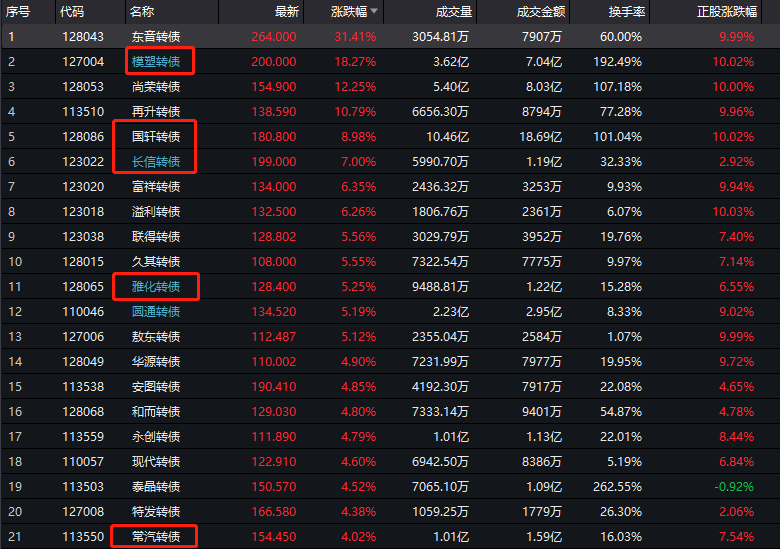 序号 代码 名称 最新 涨跌幅 成交量 成交金额 换手率 正股涨跌幅
1 128043 东音转债 264.000 31.41% 3054.81万 7907万 60.00% 9.99%
2 127004 模塑转债 200.000 18.27% 3.62亿 7.04亿 192.49% 10.02%
3 128053 尚荣转债 154.900 12.25% 5.40亿 8.03亿 107.18% 10.00%
4 113510 再升转债 138.590 10.79% 6656.30万 8794万 77.28% 9.96%
5 128086 国轩转债 180.800 8.98% 10.46亿 18.69亿 101.04% 10.02%
6 123022 长信转债 199.000 7.00% 5990.70万 1.19亿 32.33% 2.92%
7 123020 富祥转债 134.000 6.35% 2436.32万 3253万 9.93% 9.94%
8 123018 溢利转债 132.500 6.26% 1806.76万 2361万 6.07% 10.03%
9 123038 联得转债 128.802 5.56% 3029.79万 3952万 19.76% 7.40%
10 128015 久其转债 108.000 5.55% 7322.54万 7775万 9.97% 7.14%
11 128065 雅化转债 128.400 5.25% 9488.81万 1.22亿 15.28% 6.55%
12 110046 圆通转债 134.520 5.19% 2.23亿 2.95亿 8.33% 9.02%
13 127006 敖东转债 112.487 5.12% 2355.04万 2584万 1.07% 9.99%
14 128049 华源转债 110.002 4.90% 7231.99万 7977万 19.95% 9.72%
15 113538 安图转债 190.410 4.85% 4192.30万 7917万 22.08% 4.65%
16 128068 和而转债 129.030 4.80% 7333.14万 9401万 54.87% 4.78%
17 113559 永创转债 111.890 4.79% 1.01亿 1.13亿 22.01% 8.44%
18 110057 现代转债 122.910 4.60% 6942.50万 8386万 5.19% 6.84%
19 113503 泰晶转债 150.570 4.52% 7065.10万 1.09亿 262.55% -0.92%
20 127008 特发转债 166.580 4.38% 1059.25万 1779万 26.30% 2.06%
21 113550 常汽转债 154.450 4.02% 1.01亿 1.59亿 16.03% 7.54%